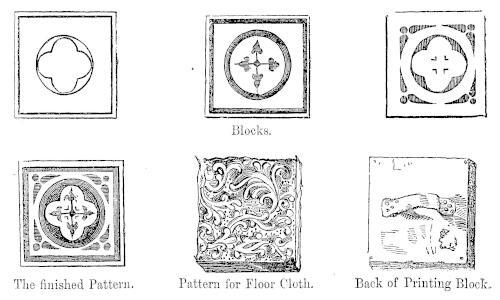 Blocks.
The finished Pattern.
Pattern for Floor Cloth.
Back of Printing Block.